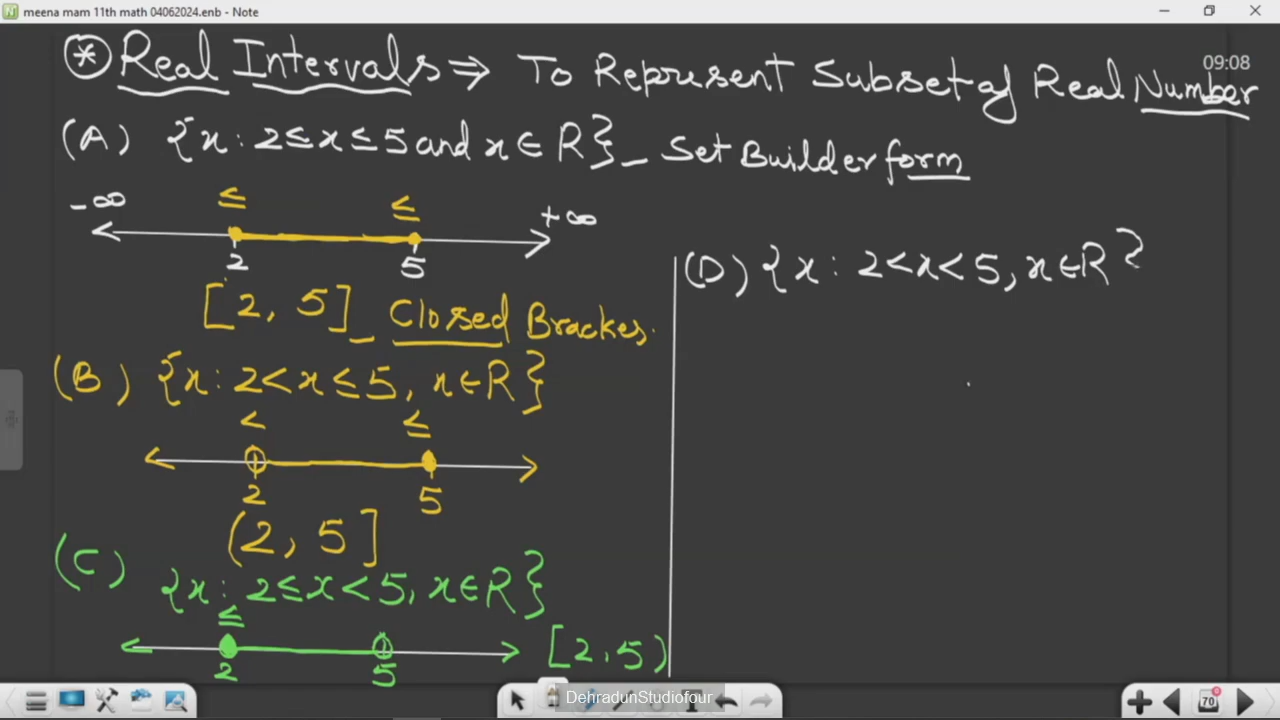 meena mam 11th math 04062024.enb - Note
09:08
* Real Intervals ⇒ To Represent Subset of Real Number
(A) {x : 2 ≤ x ≤ 5 and x ∈ R} _ Set Builder form
≤ ≤
-∞ +∞
2 5
[2, 5] _ Closed Brackes.
(B) {x : 2 < x ≤ 5, x ∈ R}
< ≤
2 5
(2, 5]
(C) {x : 2 ≤ x < 5, x ∈ R}
≤
2 5 [2, 5)
(D) {x : 2 < x < 5, x ∈ R}
DehradunStudiofour
70